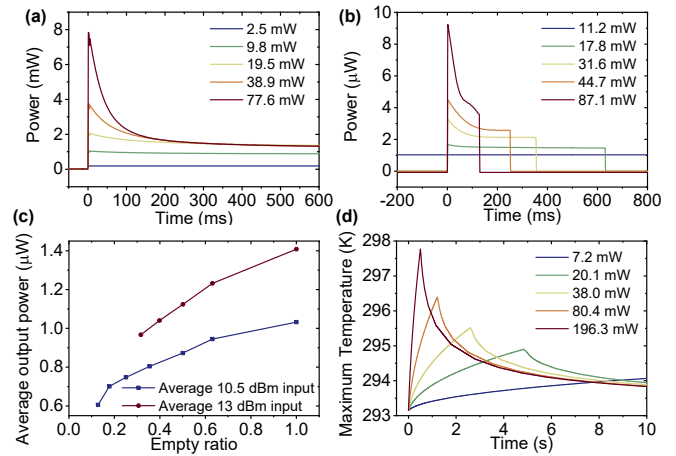 (a)
Power (mW)
8
6
4
2
0
2.5 mW
9.8 mW
19.5 mW
38.9 mW
77.6 mW
0 100 200 300 400 500 600
Time (ms)
(b)
Power (μW)
10
8
6
4
2
0
11.2 mW
17.8 mW
31.6 mW
44.7 mW
87.1 mW
-200 0 200 400 600 800
Time (ms)
(c)
Average output power (μW)
1.4
1.2
1.0
0.8
0.6
Average 10.5 dBm input
Average 13 dBm input
0.0 0.2 0.4 0.6 0.8 1.0
Empty ratio
(d)
Maximum Temperature (K)
298
297
296
295
294
293
7.2 mW
20.1 mW
38.0 mW
80.4 mW
196.3 mW
0 2 4 6 8 10
Time (s)